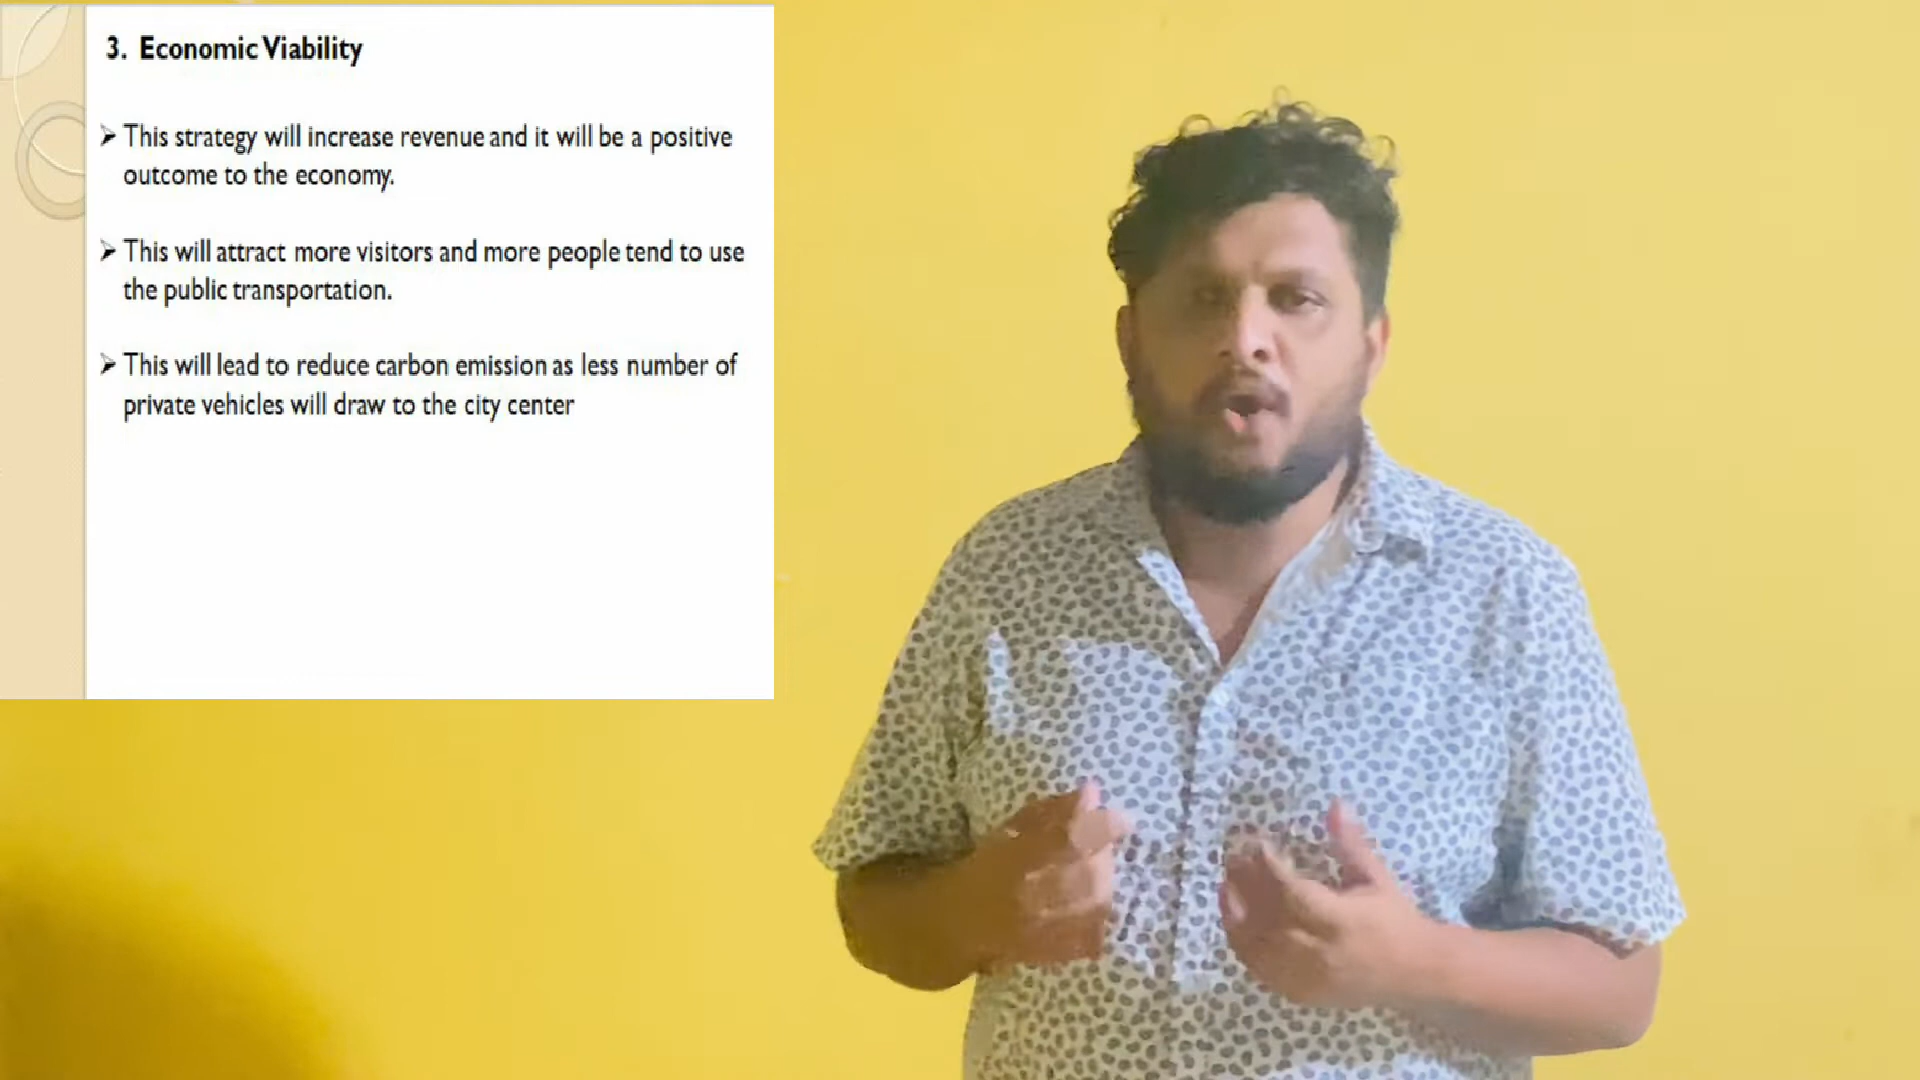 3. Economic Viability
➤ This strategy will increase revenue and it will be a positive
outcome to the economy.
➤ This will attract more visitors and more people tend to use
the public transportation.
➤ This will lead to reduce carbon emission as less number of
private vehicles will draw to the city center